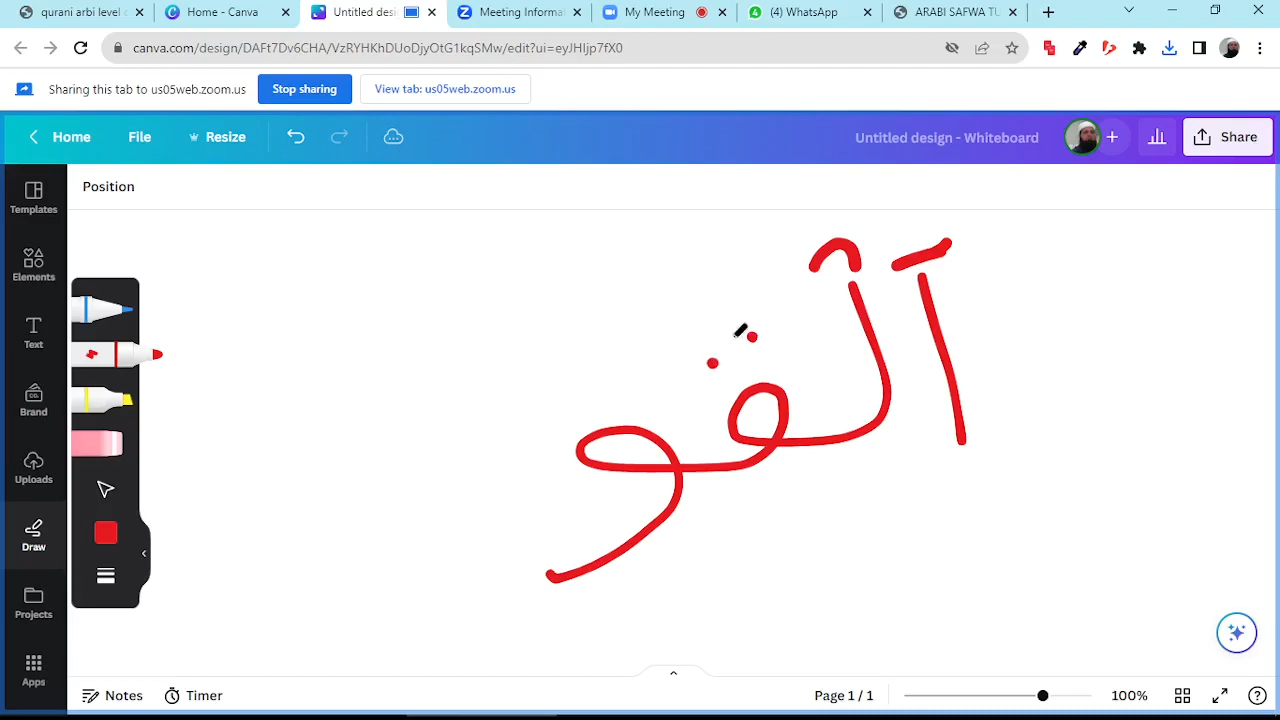 qurani arbi level c
Home - Canva
Untitled desi
Meeting Informa
My Meeting
(4) WhatsApp
ARABI SAFWA TU
canva.com/design/DAFt7Dv6CHA/VzRYHKhDUoDjyOtG1kqSMw/edit?ui=eyJHIjp7fX0
Sharing this tab to us05web.zoom.us
Stop sharing
View tab: us05web.zoom.us
Home
File
Resize
Untitled design - Whiteboard
Share
Position
Templates
Elements
Text
Brand
Uploads
Draw
Projects
Apps
اَلْقو
Notes
Timer
Page 1 / 1
100%